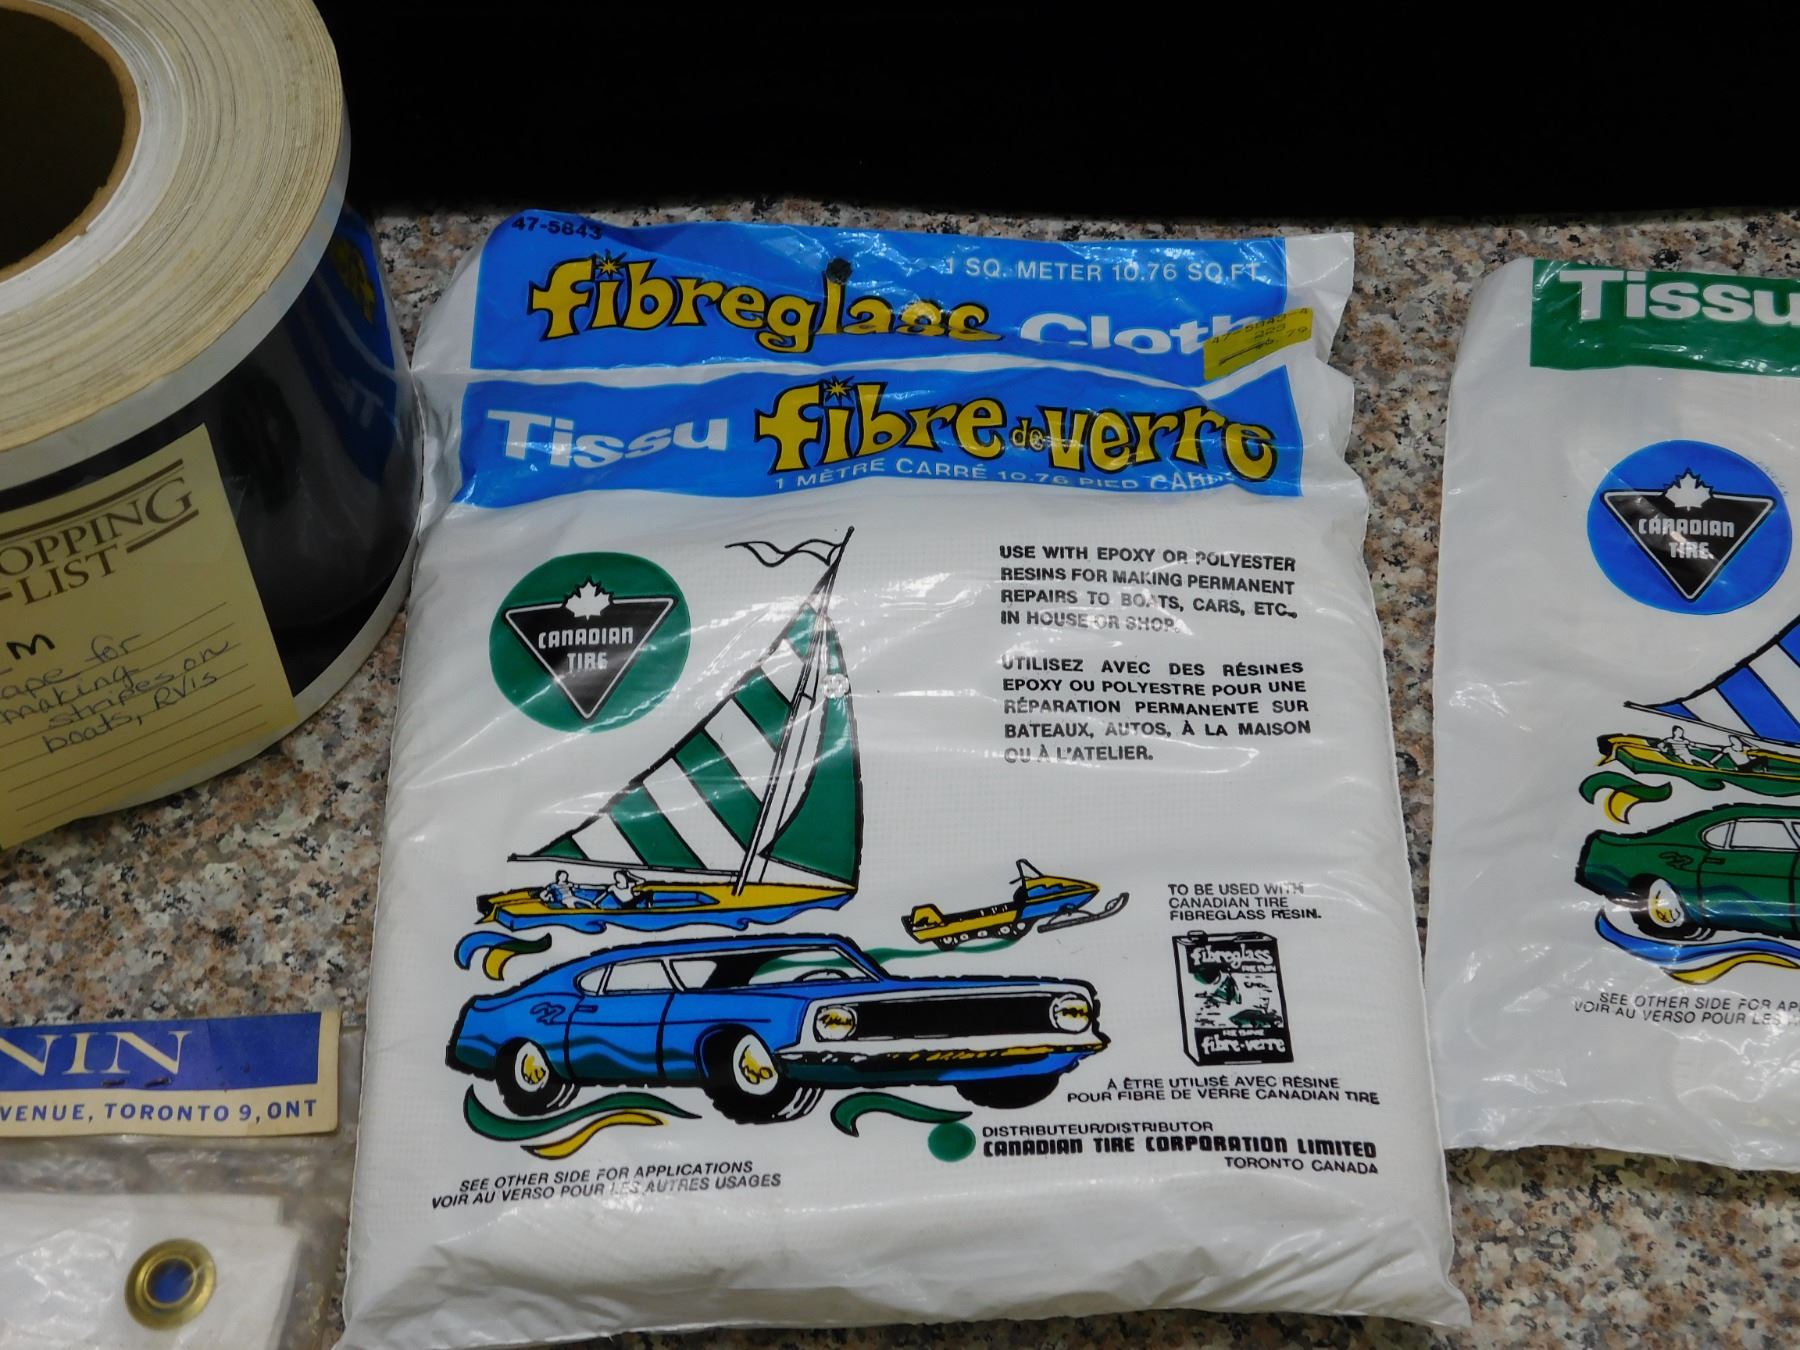 47-5843
fibreglass Cloth
1 SQ. METER 10.76 SQ.FT.
Tissu fibre de verre
1 MÈTRE CARRÉ 10.76 PIED
CANADIAN
TIRE
USE WITH EPOXY OR POLYESTER
RESINS FOR MAKING PERMANENT
REPAIRS TO BOATS, CARS, ETC.
IN HOUSE OR SHOP.
UTILISEZ AVEC DES RÉSINES
EPOXY OU POLYESTRE POUR UNE
RÉPARATION PERMANENTE SUR
BATEAUX, AUTOS, À LA MAISON
OU À L'ATELIER.
TO BE USED WITH
CANADIAN TIRE
FIBREGLASS RESIN.
fibreglass
fibre-verre
À ÊTRE UTILISÉ AVEC RÉSINE
POUR FIBRE DE VERRE CANADIAN TIRE
DISTRIBUTEUR/DISTRIBUTOR
CANADIAN TIRE CORPORATION LIMITED
TORONTO CANADA
SEE OTHER SIDE FOR APPLICATIONS
VOIR AU VERSO POUR LES AUTRES USAGES
OPPING
LIST
M
tape for
making
stripes on
boats, RV's
NIN
VENUE, TORONTO 9, ONT
Tissu
CANADIAN
TIRE
SEE OTHER SIDE FOR AP
VOIR AU VERSO POUR LES